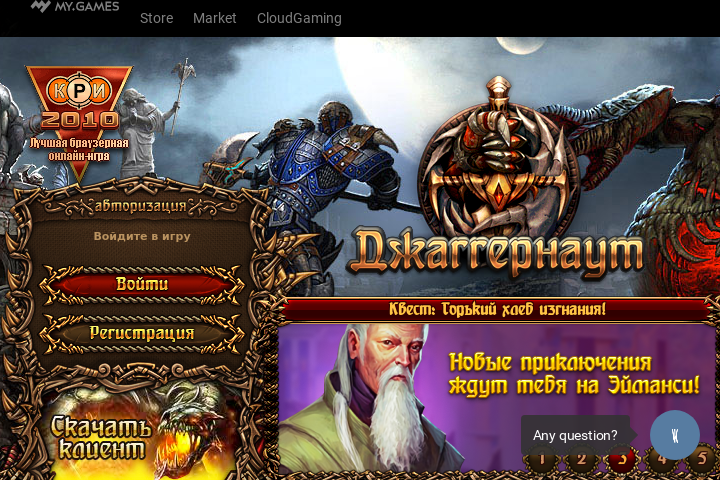 MY.GAMES
Store Market CloudGaming
КРИ
2010
Лучшая браузерная
онлайн-игра
Джаггернаут
авторизация
Войдите в игру
Войти
Регистрация
Скачать
клиент
Квест: Горький хлеб изгнания!
Новые приключения
ждут тебя на Эйманси!
Any question?
1 2 3 4 5